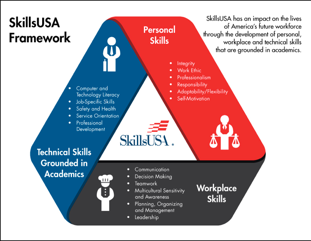 SkillsUSA
Framework
SkillsUSA has an impact on the lives
of America's future workforce
through the development of personal,
workplace and technical skills
that are grounded in academics.
Personal
Skills
• Integrity
• Work Ethic
• Professionalism
• Responsibility
• Adaptability/Flexibility
• Self-Motivation
• Computer and
Technology Literacy
• Job-Specific Skills
• Safety and Health
• Service Orientation
• Professional
Development
SkillsUSA
Technical Skills
Grounded in
Academics
• Communication
• Decision Making
• Teamwork
• Multicultural Sensitivity
and Awareness
• Planning, Organizing
and Management
• Leadership
Workplace
Skills